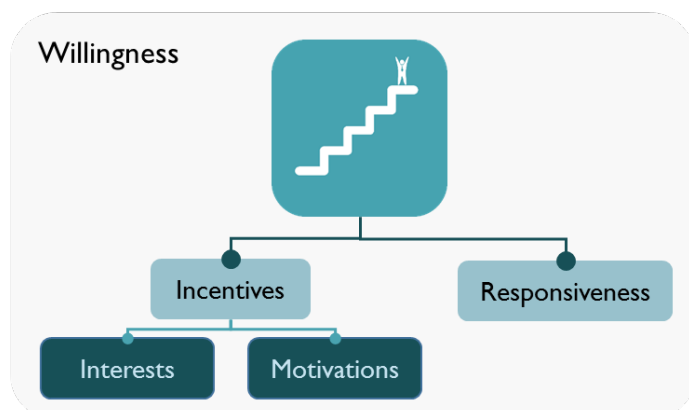 Willingness
Incentives
Responsiveness
Interests
Motivations